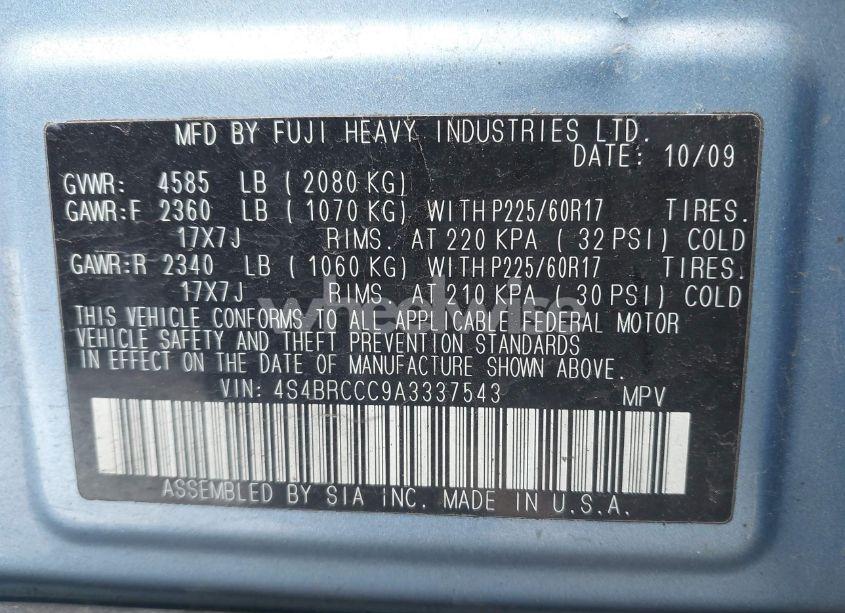 MFD BY FUJI HEAVY INDUSTRIES LTD.
DATE: 10/09
GVWR: 4585 LB ( 2080 KG)
GAWR:F 2360 LB ( 1070 KG) WITH P225/60R17 TIRES.
17X7J RIMS. AT 220 KPA ( 32 PSI) COLD
GAWR:R 2340 LB ( 1060 KG) WITH P225/60R17 TIRES.
17X7J RIMS. AT 210 KPA ( 30 PSI) COLD
wheelwise
THIS VEHICLE CONFORMS TO ALL APPLICABLE FEDERAL MOTOR
VEHICLE SAFETY AND THEFT PREVENTION STANDARDS
IN EFFECT ON THE DATE OF MANUFACTURE SHOWN ABOVE.
VIN: 4S4BRCCC9A3337543 MPV
ASSEMBLED BY SIA INC. MADE IN U.S.A.